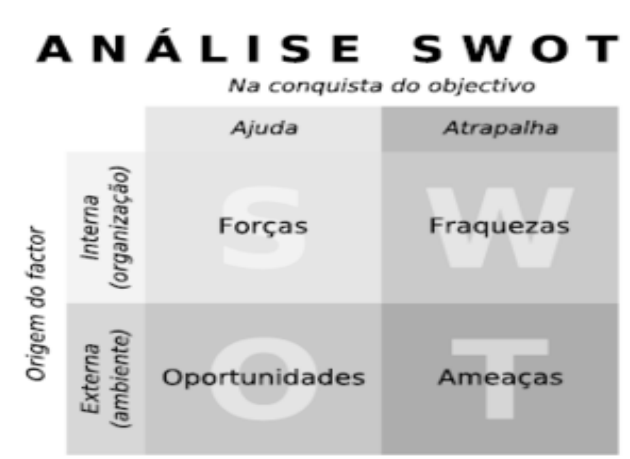 ANÁLISE SWOT
Na conquista do objectivo
Ajuda
Atrapalha
Origem do factor
Interna
(organização)
S
Forças
W
Fraquezas
Externa
(ambiente)
O
Oportunidades
T
Ameaças